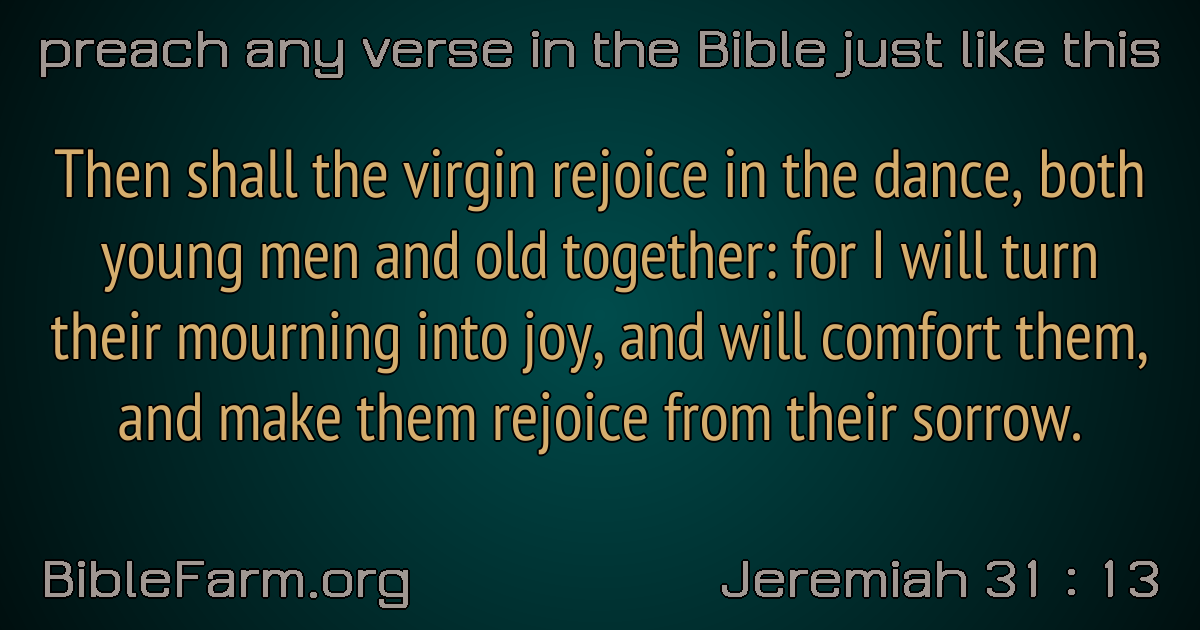 preach any verse in the Bible just like this
Then shall the virgin rejoice in the dance, both
young men and old together: for I will turn
their mourning into joy, and will comfort them,
and make them rejoice from their sorrow.
BibleFarm.org
Jeremiah 31 : 13